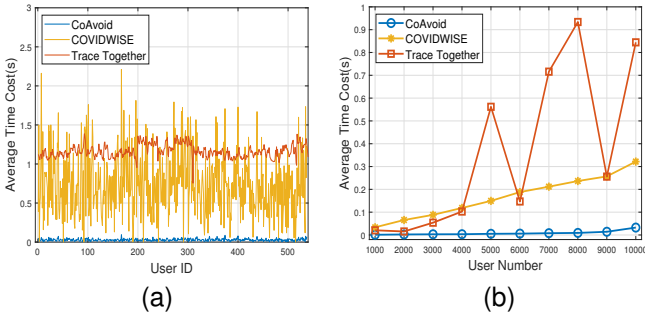 CoAvoid
COVIDWISE
Trace Together
Average Time Cost(s)
3
2.5
2
1.5
1
0.5
0
0 100 200 300 400 500
User ID
(a)
CoAvoid
COVIDWISE
Trace Together
Average Time Cost(s)
1
0.9
0.8
0.7
0.6
0.5
0.4
0.3
0.2
0.1
0
1000 2000 3000 4000 5000 6000 7000 8000 9000 10000
User Number
(b)